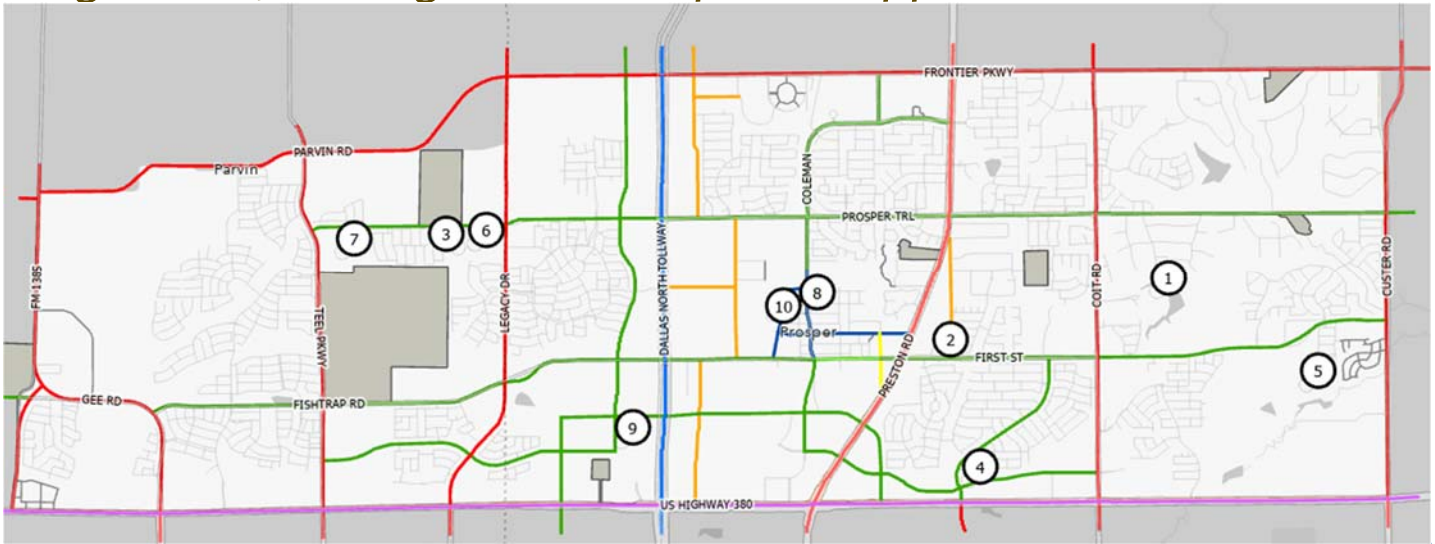 FRONTIER PKWY
PARVIN RD
Parvin
COLEMAN
PROSPER TRL
7
3
6
FM 1385
TEEL PKWY
LEGACY DR
DALLAS NORTH TOLLWAY
COIT RD
CUSTER RD
1
8
10
Prosper
2
FIRST ST
PRESTON RD
5
GEE RD
FISHTRAP RD
9
4
US HIGHWAY 380